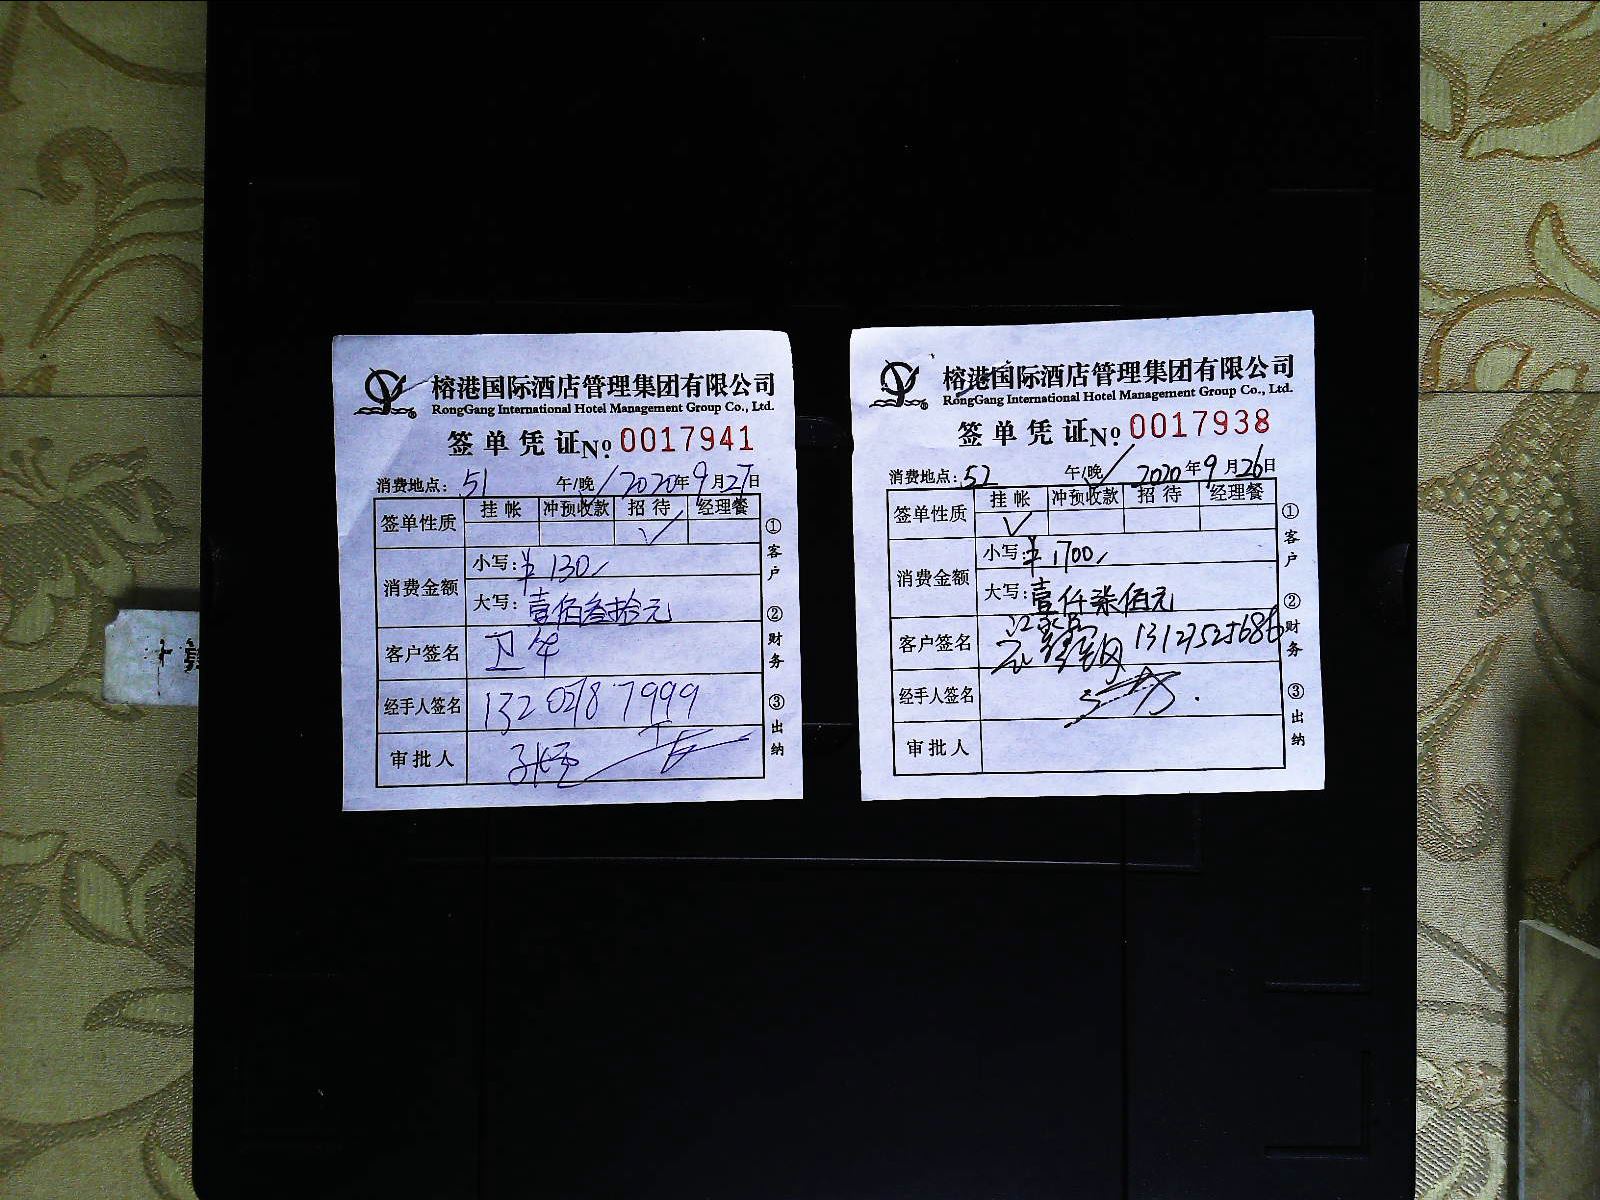 榕港国际酒店管理集团有限公司
RongGang International Hotel Management Group Co., Ltd.
签单凭证 No 0017941
消费地点: 51 午/晚 2020年9月27日
签单性质 挂帐 冲预收款 招待 经理餐
消费金额
小写: ¥130/
大写: 壹佰叁拾元
客户签名 卫华
经手人签名 13205187999
审批人
①客户 ②财务 ③出纳
榕港国际酒店管理集团有限公司
RongGang International Hotel Management Group Co., Ltd.
签单凭证 No 0017938
消费地点: 52 午/晚 2020年9月26日
签单性质 挂帐 冲预收款 招待 经理餐
消费金额
小写: ¥1700/
大写: 壹仟柒佰元
客户签名
经手人签名
审批人
①客户 ②财务 ③出纳